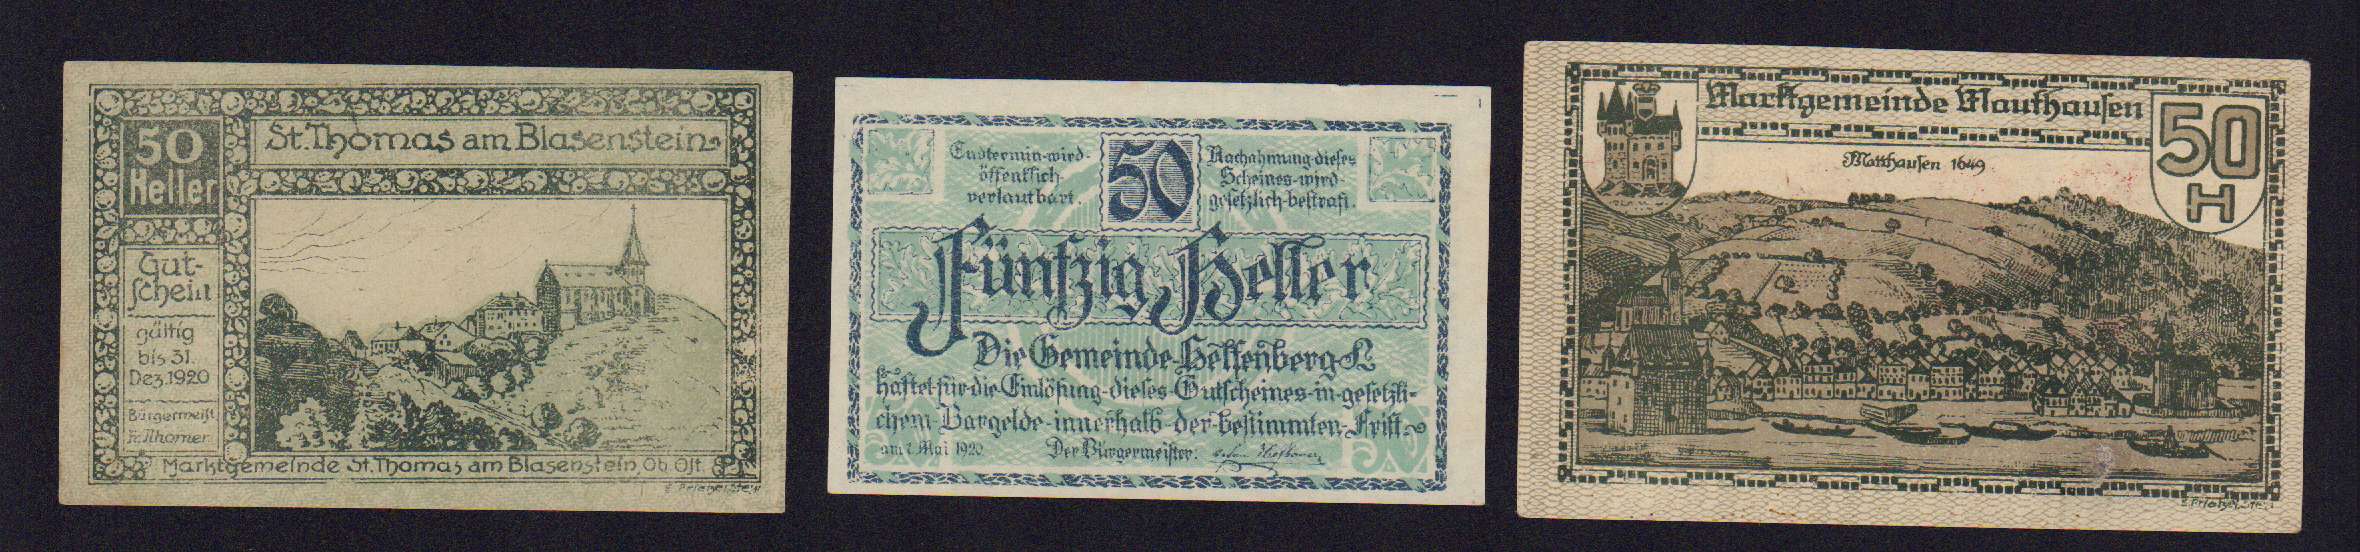 50
Heller
St. Thomas am Blasenstein
Gut-
schein
gültig
bis 31.
Dez. 1920
Bürgermeist.
Marktgemeinde St. Thomas am Blasenstein, Ob. Öst.
Endtermin wird
öffentlich
verlautbart.
50
Nachahmung dieses
Scheines wird
gesetzlich bestraft.
Fünfzig Heller
Die Gemeinde Helfenberg
haftet für die Einlösung dieses Gutscheines in gesetzli-
chem Bargelde innerhalb der bestimmten Frist
am 1. Mai 1920 Der Bürgermeister:
Marktgemeinde Mauthausen
50
H
Matthausen 1649